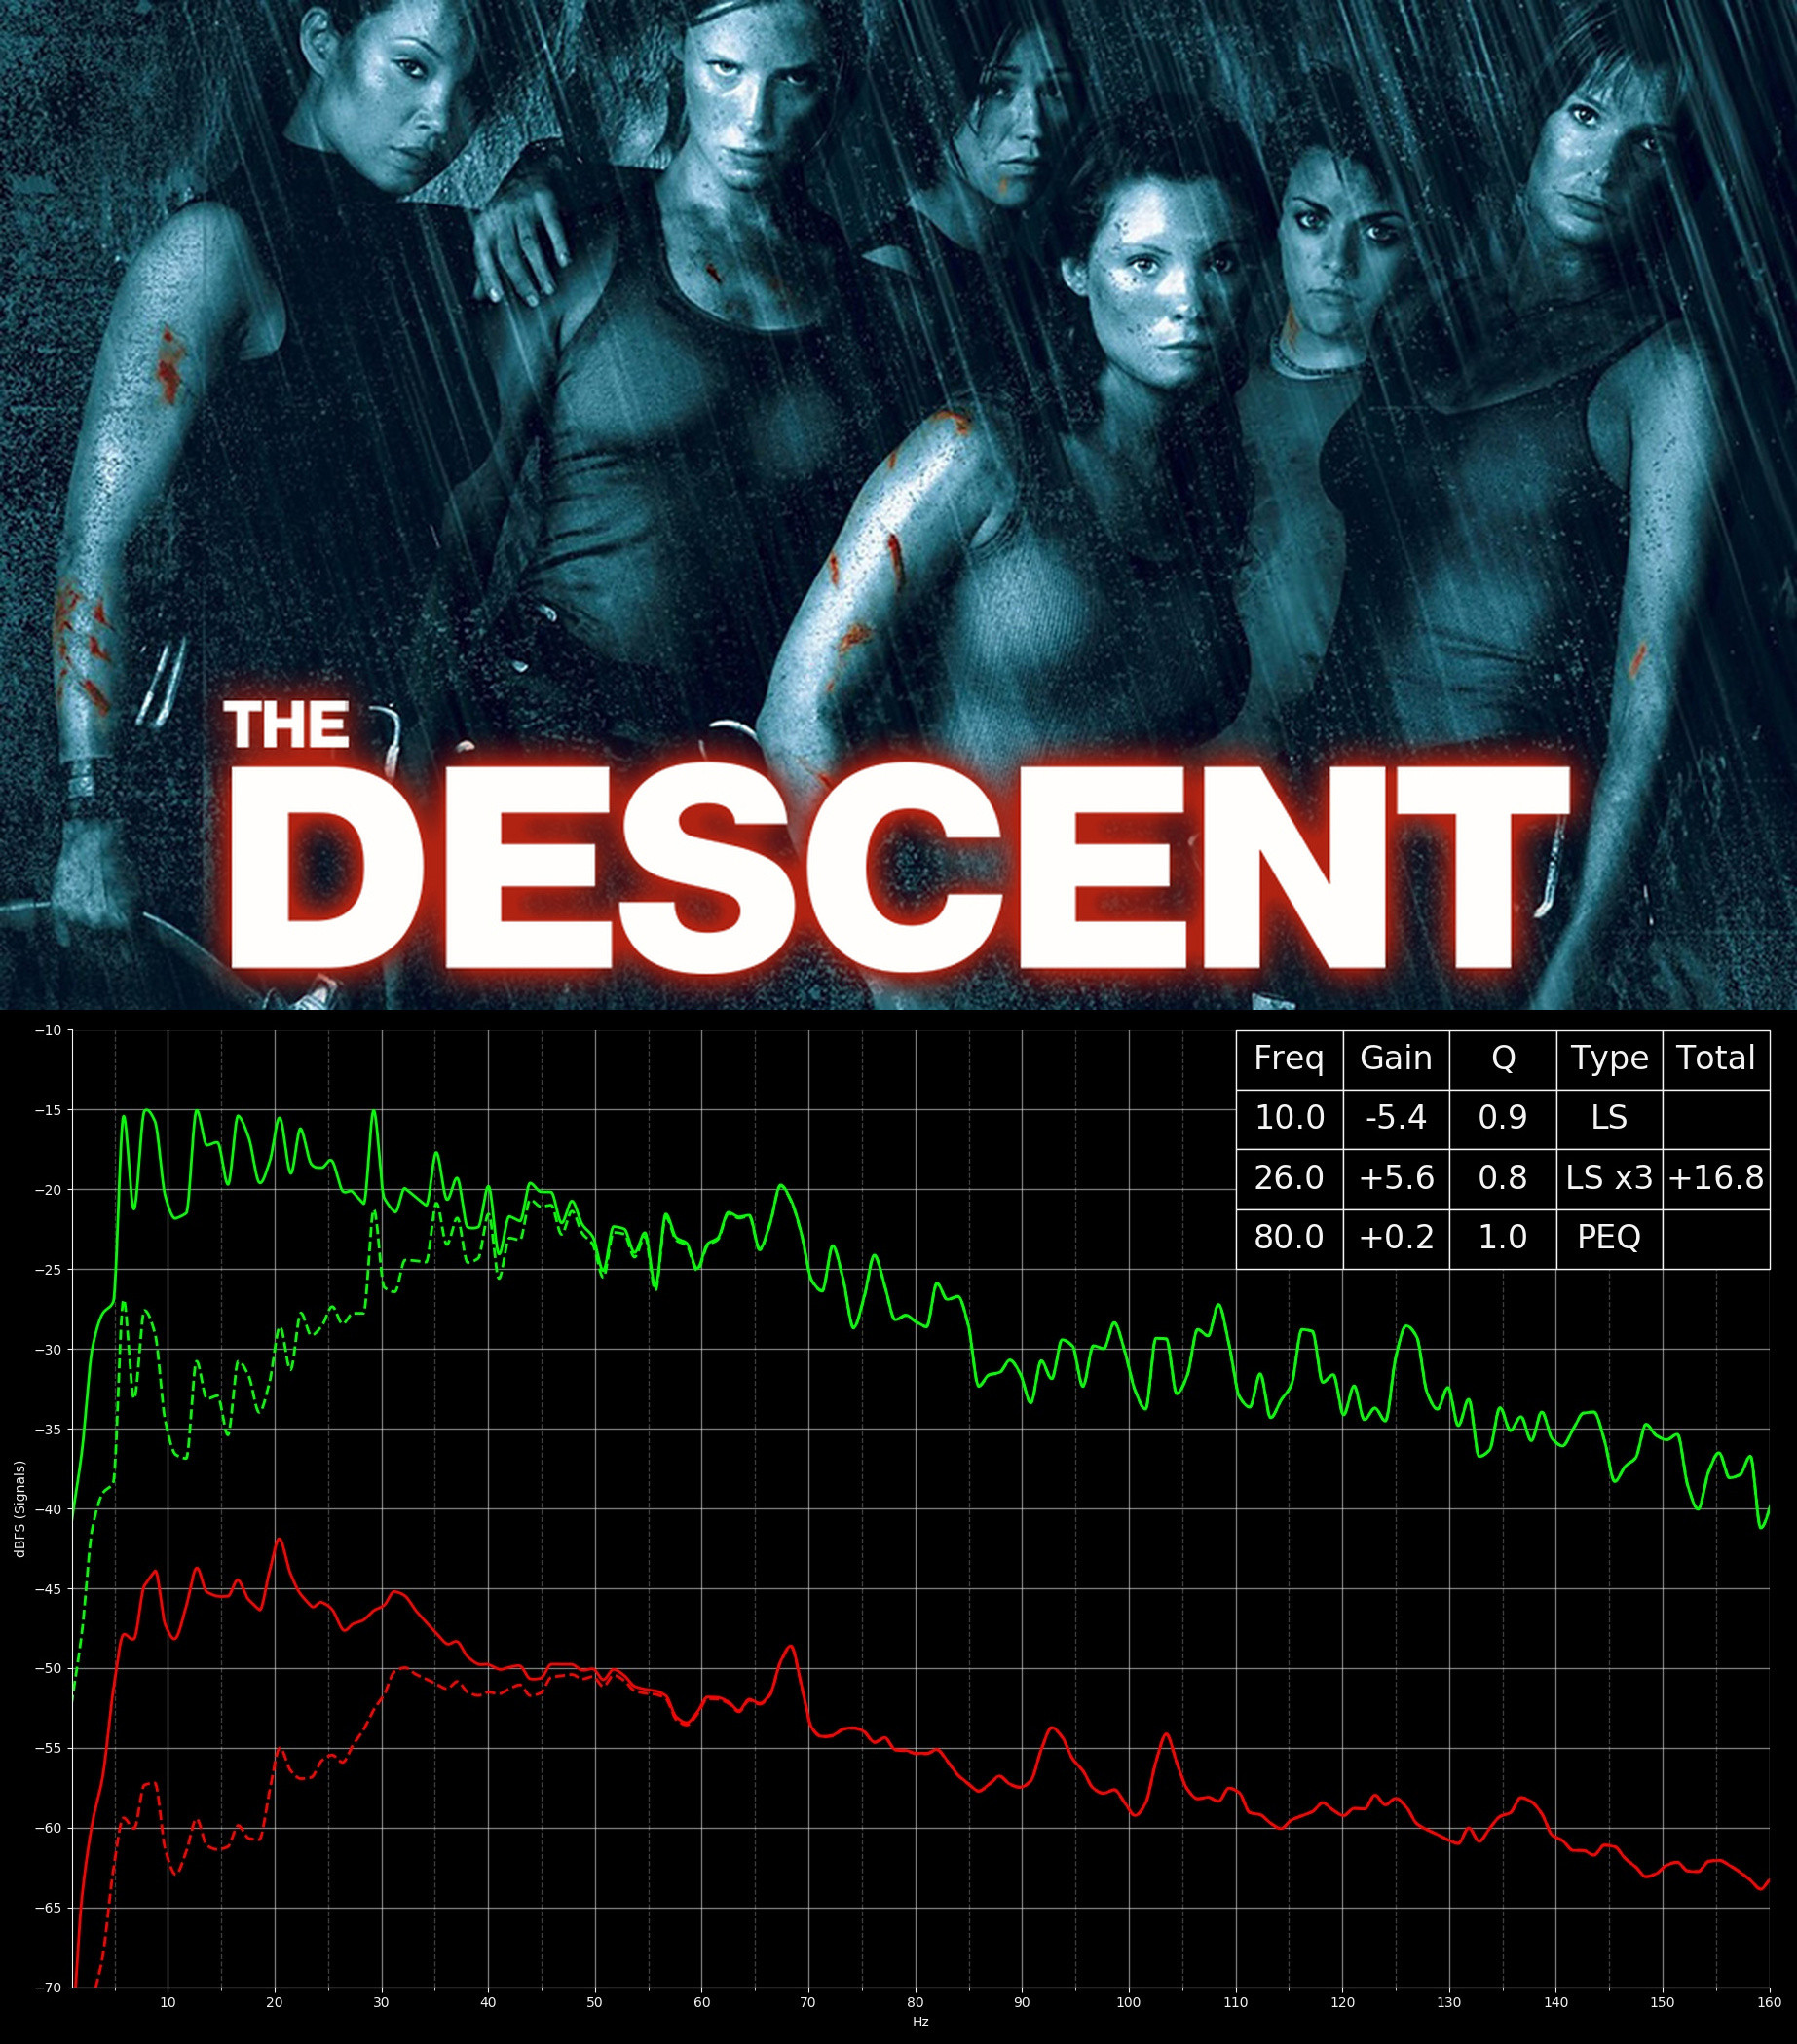 THE
DESCENT
Freq Gain Q Type Total
10.0 -5.4 0.9 LS
26.0 +5.6 0.8 LS x3 +16.8
80.0 +0.2 1.0 PEQ
−10
−15
−20
−25
−30
−35
−40
−45
−50
−55
−60
−65
−70
dBFS (Signals)
10 20 30 40 50 60 70 80 90 100 110 120 130 140 150 160
Hz